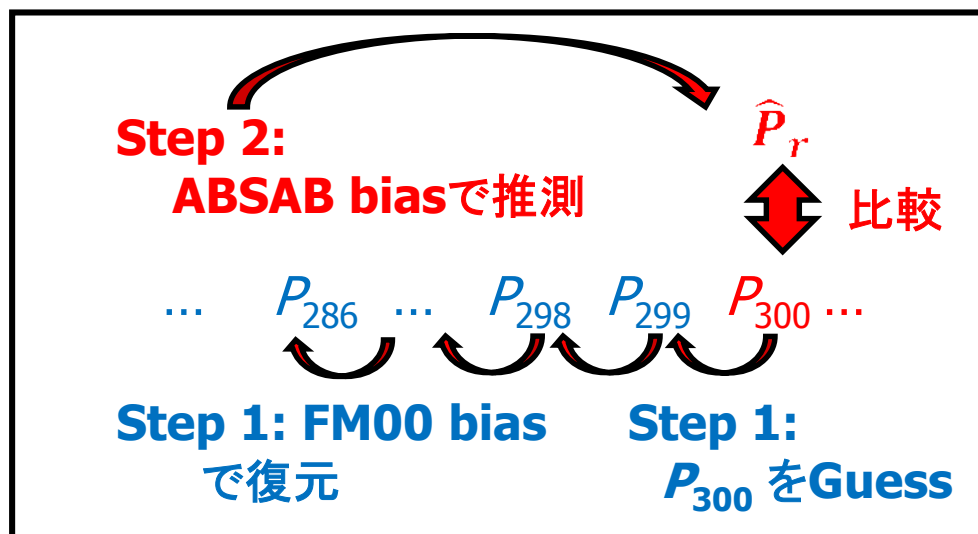 Step 2:
ABSAB biasで推測
P̂r
比較
... P286 ... P298 P299 P300 ...
Step 1: FM00 bias
で復元
Step 1:
P300 をGuess